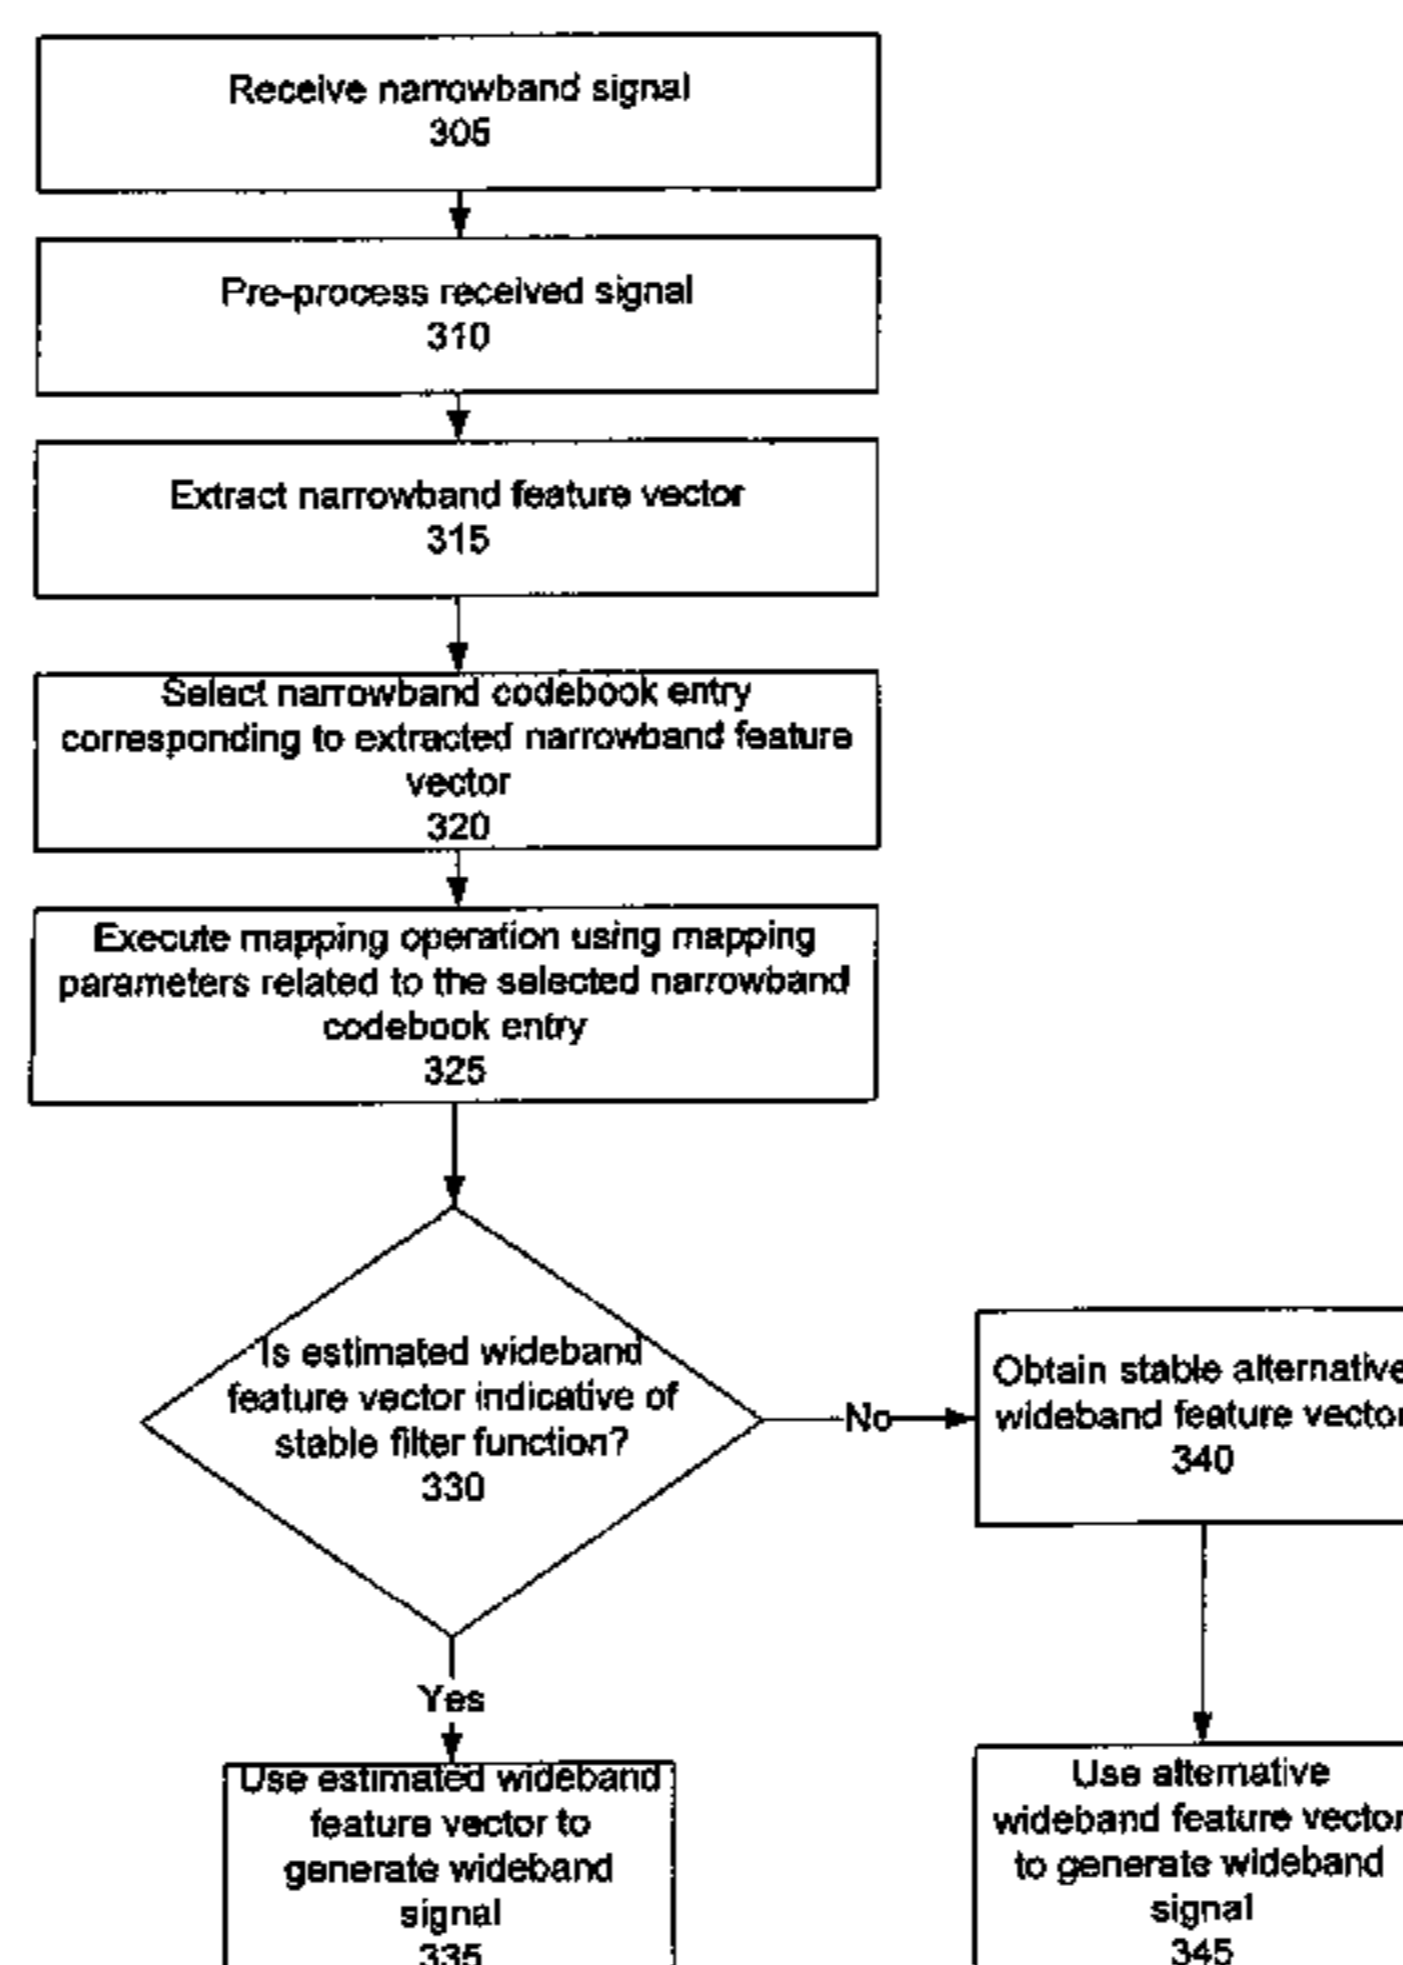 Receive narrowband signal
305
Pre-process received signal
310
Extract narrowband feature vector
315
Select narrowband codebook entry
corresponding to extracted narrowband feature
vector
320
Execute mapping operation using mapping
parameters related to the selected narrowband
codebook entry
325
Is estimated wideband
feature vector indicative of
stable filter function?
330
No
Obtain stable alternative
wideband feature vector
340
Yes
Use estimated wideband
feature vector to
generate wideband
signal
335
Use alternative
wideband feature vector
to generate wideband
signal
345